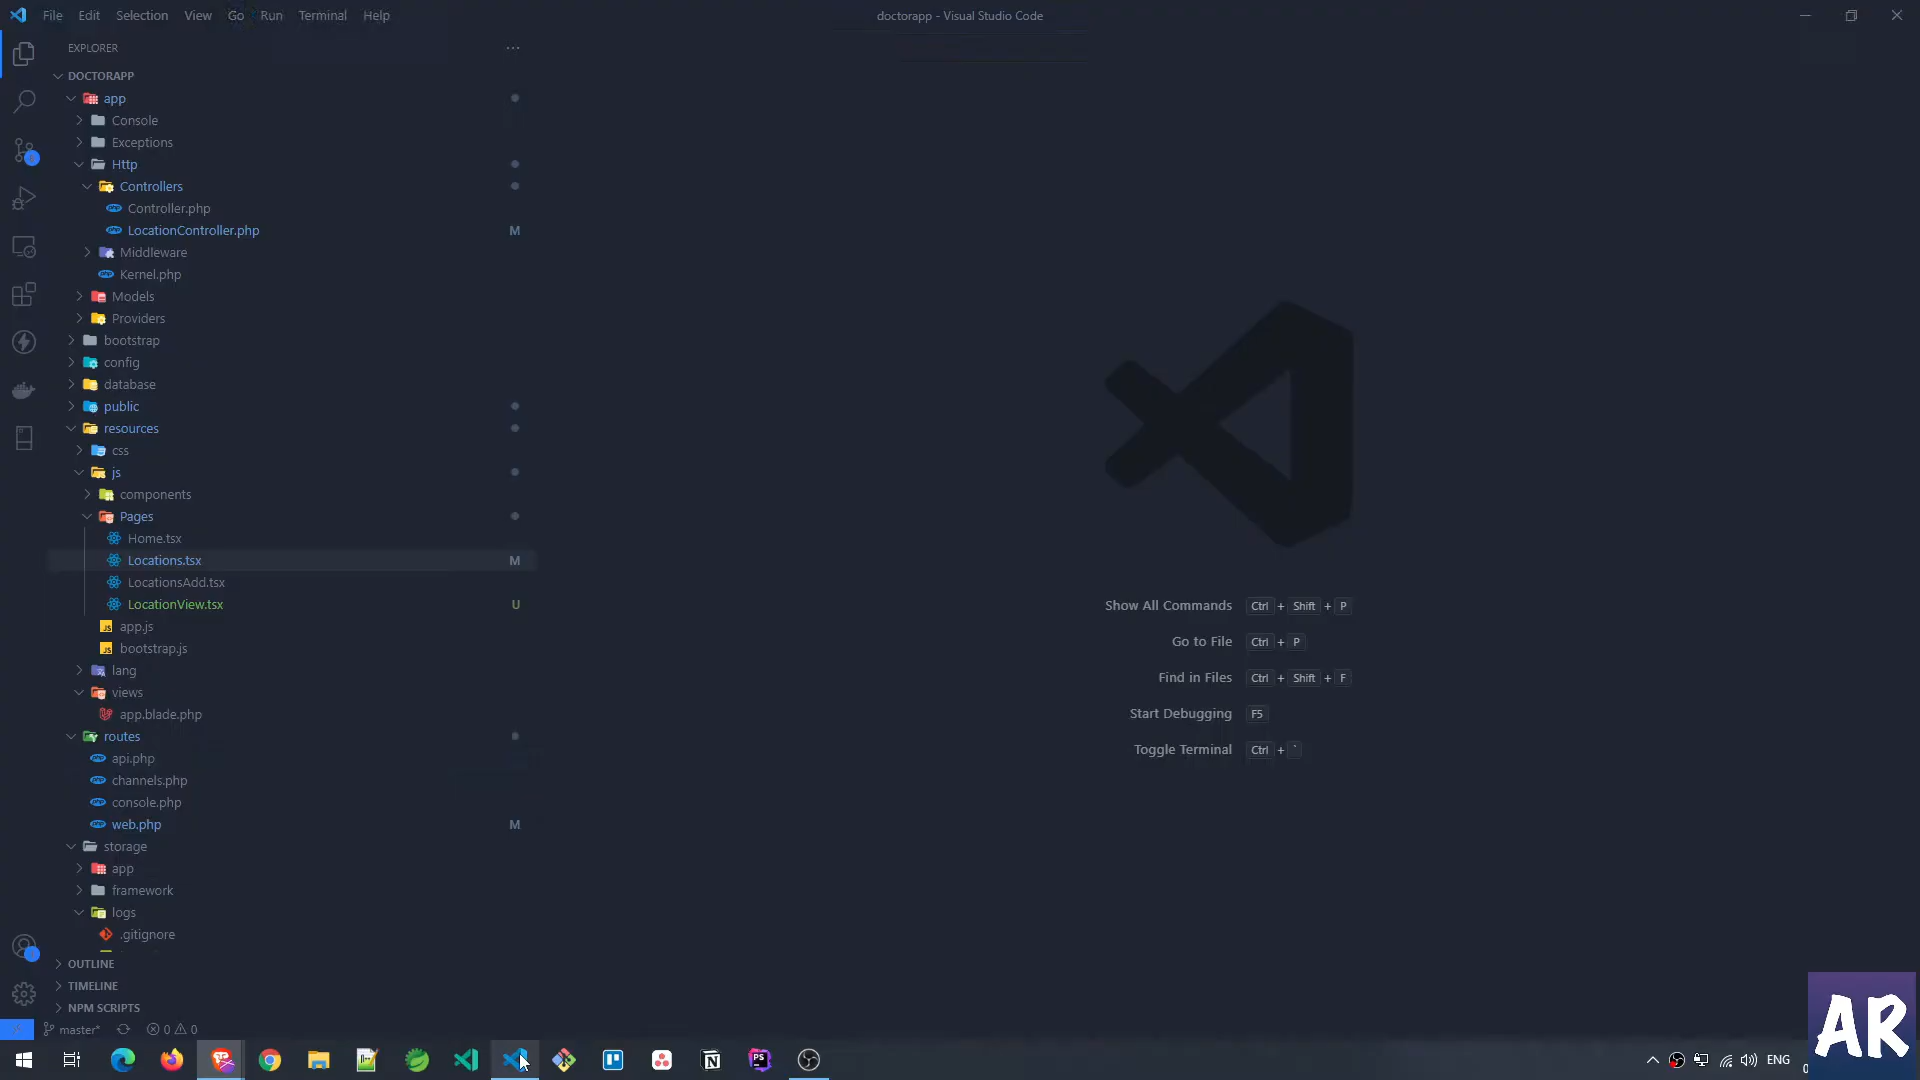 File Edit Selection View Go Run Terminal Help
doctorapp - Visual Studio Code
EXPLORER
DOCTORAPP
app
Console
Exceptions
Http
Controllers
Controller.php
LocationController.php M
Middleware
Kernel.php
Models
Providers
bootstrap
config
database
public
resources
css
js
components
Pages
Home.tsx
Locations.tsx M
LocationsAdd.tsx
LocationView.tsx U
app.js
bootstrap.js
lang
views
app.blade.php
routes
api.php
channels.php
console.php
web.php M
storage
app
framework
logs
.gitignore
OUTLINE
TIMELINE
NPM SCRIPTS
master* 0 0
Show All Commands Ctrl + Shift + P
Go to File Ctrl + P
Find in Files Ctrl + Shift + F
Start Debugging F5
Toggle Terminal Ctrl + `
ENG
AR